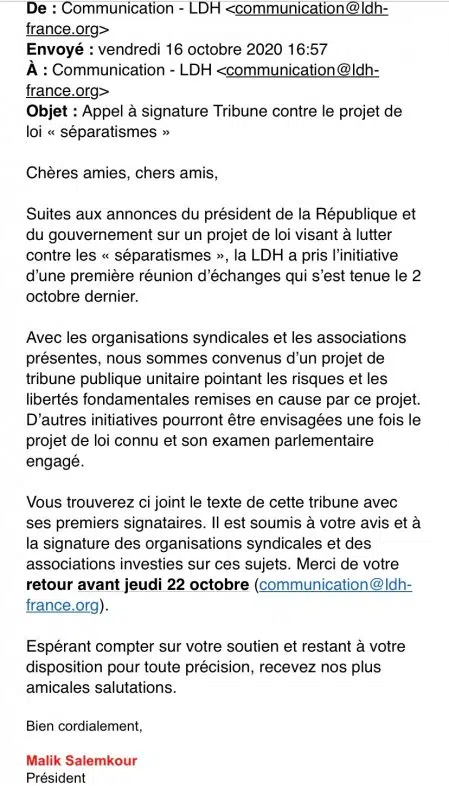 De : Communication - LDH <communication@ldh-
france.org>
Envoyé : vendredi 16 octobre 2020 16:57
À : Communication - LDH <communication@ldh-
france.org>
Objet : Appel à signature Tribune contre le projet de
loi « séparatismes »
Chères amies, chers amis,
Suites aux annonces du président de la République et
du gouvernement sur un projet de loi visant à lutter
contre les « séparatismes », la LDH a pris l’initiative
d’une première réunion d’échanges qui s’est tenue le 2
octobre dernier.
Avec les organisations syndicales et les associations
présentes, nous sommes convenus d’un projet de
tribune publique unitaire pointant les risques et les
libertés fondamentales remises en cause par ce projet.
D’autres initiatives pourront être envisagées une fois le
projet de loi connu et son examen parlementaire
engagé.
Vous trouverez ci joint le texte de cette tribune avec
ses premiers signataires. Il est soumis à votre avis et à
la signature des organisations syndicales et des
associations investies sur ces sujets. Merci de votre
retour avant jeudi 22 octobre (communication@ldh-
france.org).
Espérant compter sur votre soutien et restant à votre
disposition pour toute précision, recevez nos plus
amicales salutations.
Bien cordialement,
Malik Salemkour
Président